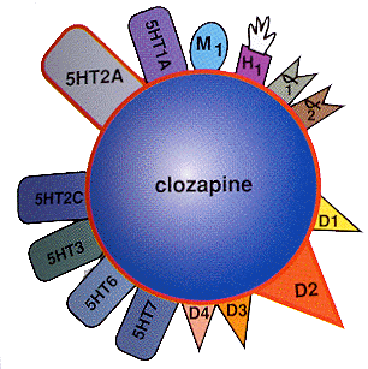 5HT1A
M1
H1
α1
α2
5HT2A
clozapine
5HT2C
D1
5HT3
D2
5HT6
5HT7
D4
D3